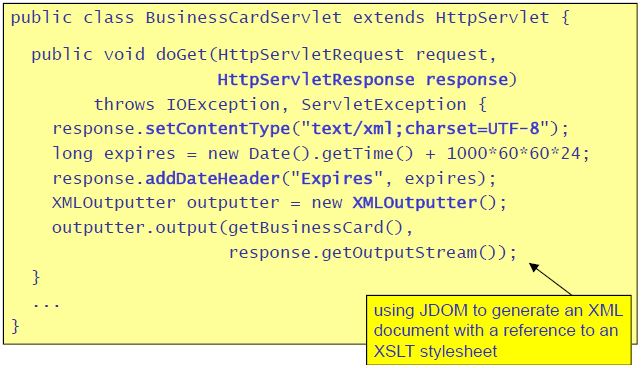 public class BusinessCardServlet extends HttpServlet {
public void doGet(HttpServletRequest request,
HttpServletResponse response)
throws IOException, ServletException {
response.setContentType("text/xml;charset=UTF-8");
long expires = new Date().getTime() + 1000*60*60*24;
response.addDateHeader("Expires", expires);
XMLOutputter outputter = new XMLOutputter();
outputter.output(getBusinessCard(),
response.getOutputStream());
}
...
}
using JDOM to generate an XML
document with a reference to an
XSLT stylesheet